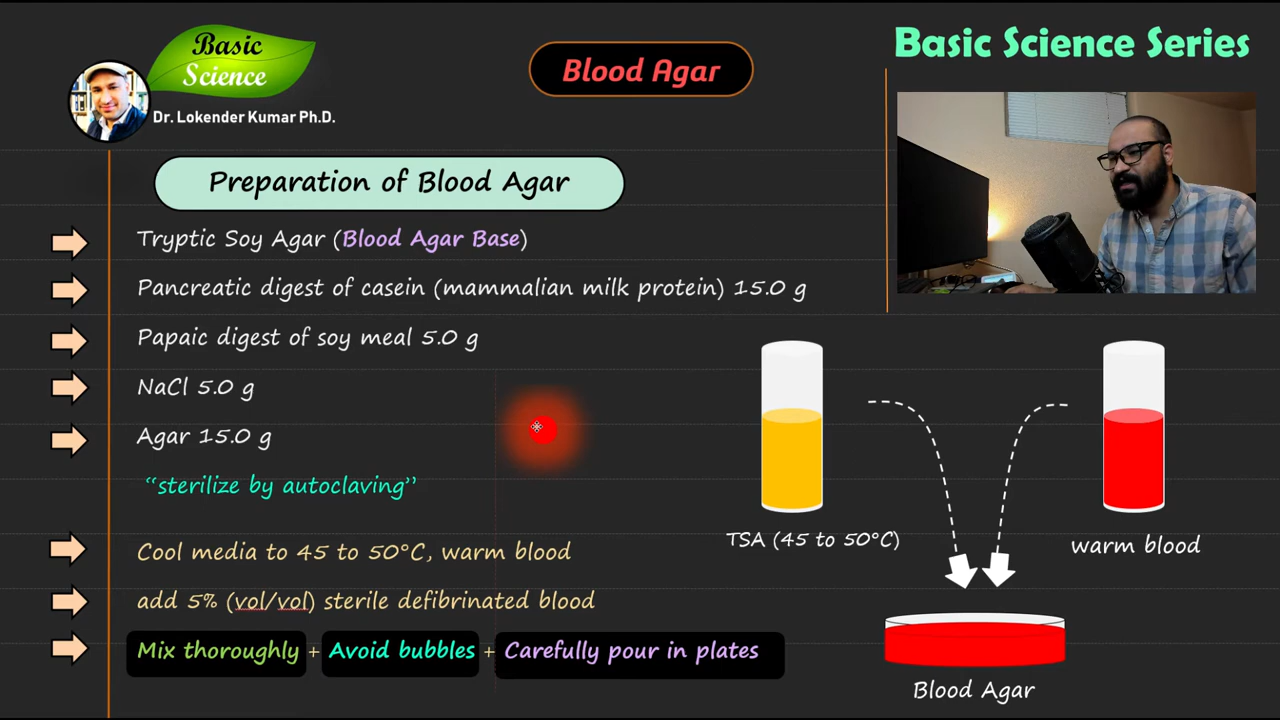 Basic
Science
Dr. Lokender Kumar Ph.D.
Blood Agar
Basic Science Series
Preparation of Blood Agar
Tryptic Soy Agar (Blood Agar Base)
Pancreatic digest of casein (mammalian milk protein) 15.0 g
Papaic digest of soy meal 5.0 g
NaCl 5.0 g
Agar 15.0 g
“sterilize by autoclaving”
Cool media to 45 to 50°C, warm blood
add 5% (vol/vol) sterile defibrinated blood
Mix thoroughly + Avoid bubbles + Carefully pour in plates
TSA (45 to 50°C)
warm blood
Blood Agar